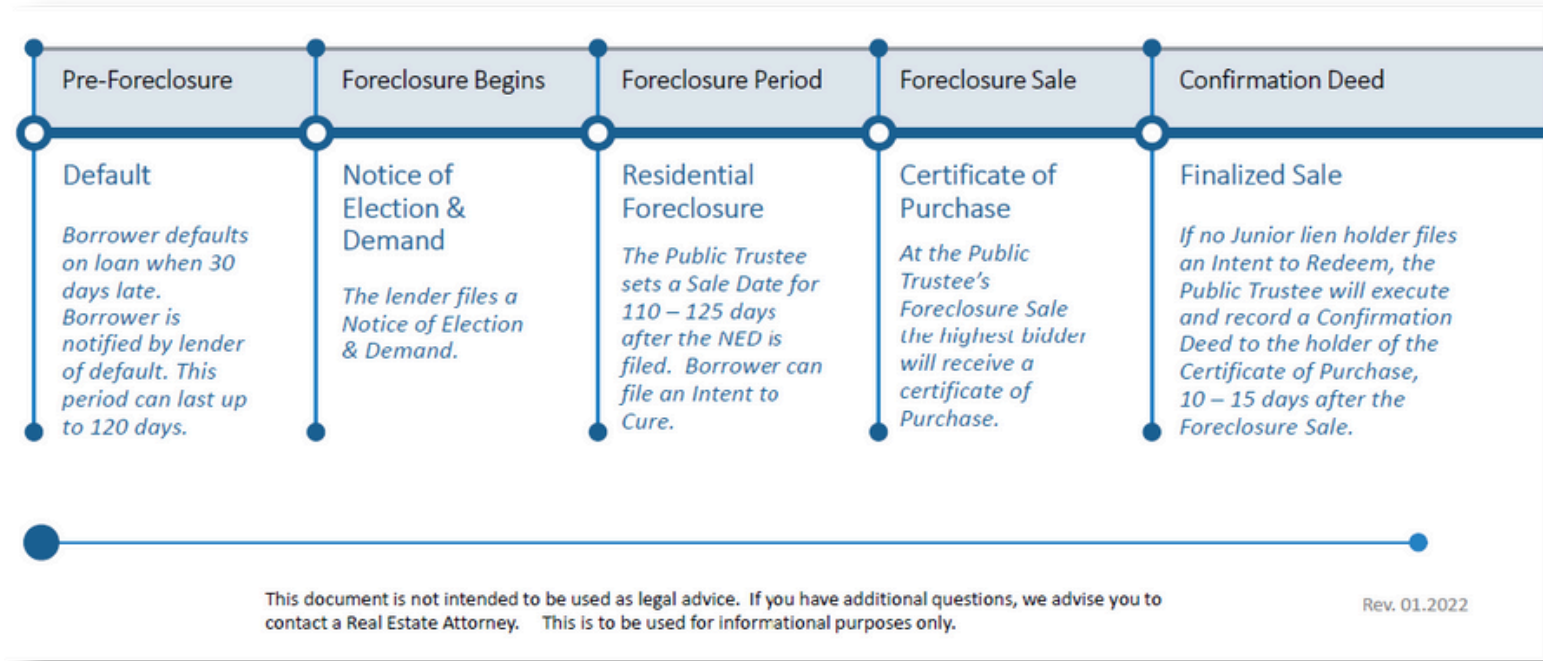 Pre-Foreclosure
Foreclosure Begins
Foreclosure Period
Foreclosure Sale
Confirmation Deed
Default
Borrower defaults
on loan when 30
days late.
Borrower is
notified by lender
of default. This
period can last up
to 120 days.
Notice of
Election &
Demand
The lender files a
Notice of Election
& Demand.
Residential
Foreclosure
The Public Trustee
sets a Sale Date for
110 – 125 days
after the NED is
filed.  Borrower can
file an Intent to
Cure.
Certificate of
Purchase
At the Public
Trustee's
Foreclosure Sale
the highest bidder
will receive a
certificate of
Purchase.
Finalized Sale
If no Junior lien holder files
an Intent to Redeem, the
Public Trustee will execute
and record a Confirmation
Deed to the holder of the
Certificate of Purchase,
10 – 15 days after the
Foreclosure Sale.
This document is not intended to be used as legal advice.  If you have additional questions, we advise you to
contact a Real Estate Attorney.    This is to be used for informational purposes only.
Rev. 01.2022